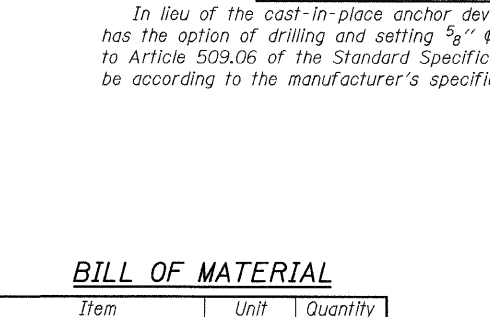 In lieu of the cast-in-place anchor dev
has the option of drilling and setting 5/8" ϕ
to Article 509.06 of the Standard Specific
be according to the manufacturer's specifi
BILL OF MATERIAL
Item Unit Quantity